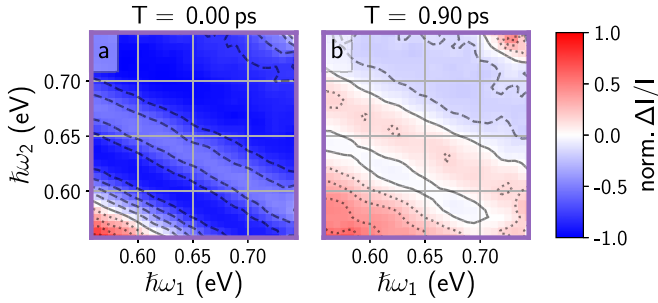 T = 0.00 ps
T = 0.90 ps
a
b
0.70
0.65
0.60
ħω₂ (eV)
0.60
0.65
0.70
ħω₁ (eV)
0.60
0.65
0.70
ħω₁ (eV)
1.0
0.5
0.0
-0.5
-1.0
norm. ΔI/I